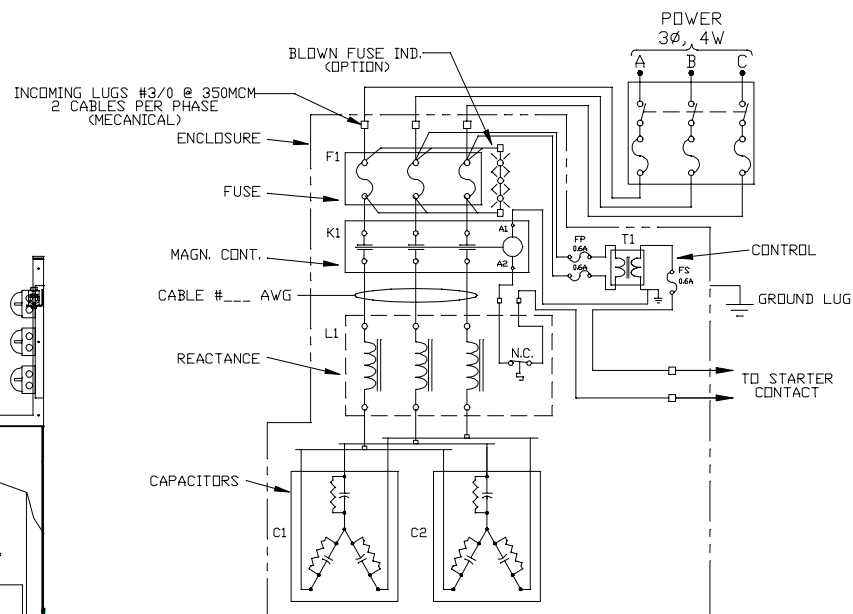 POWER
3Ø, 4W
A B C
BLOWN FUSE IND.
(OPTION)
INCOMING LUGS #3/0 @ 350MCM
2 CABLES PER PHASE
(MECANICAL)
ENCLOSURE
F1
FUSE
K1
A1
A2
MAGN. CONT.
FP
0.6A
0.6A
T1
CONTROL
FS
0.6A
CABLE #___ AWG
GROUND LUG
L1
REACTANCE
N.C.
TO STARTER
CONTACT
CAPACITORS
C1
C2